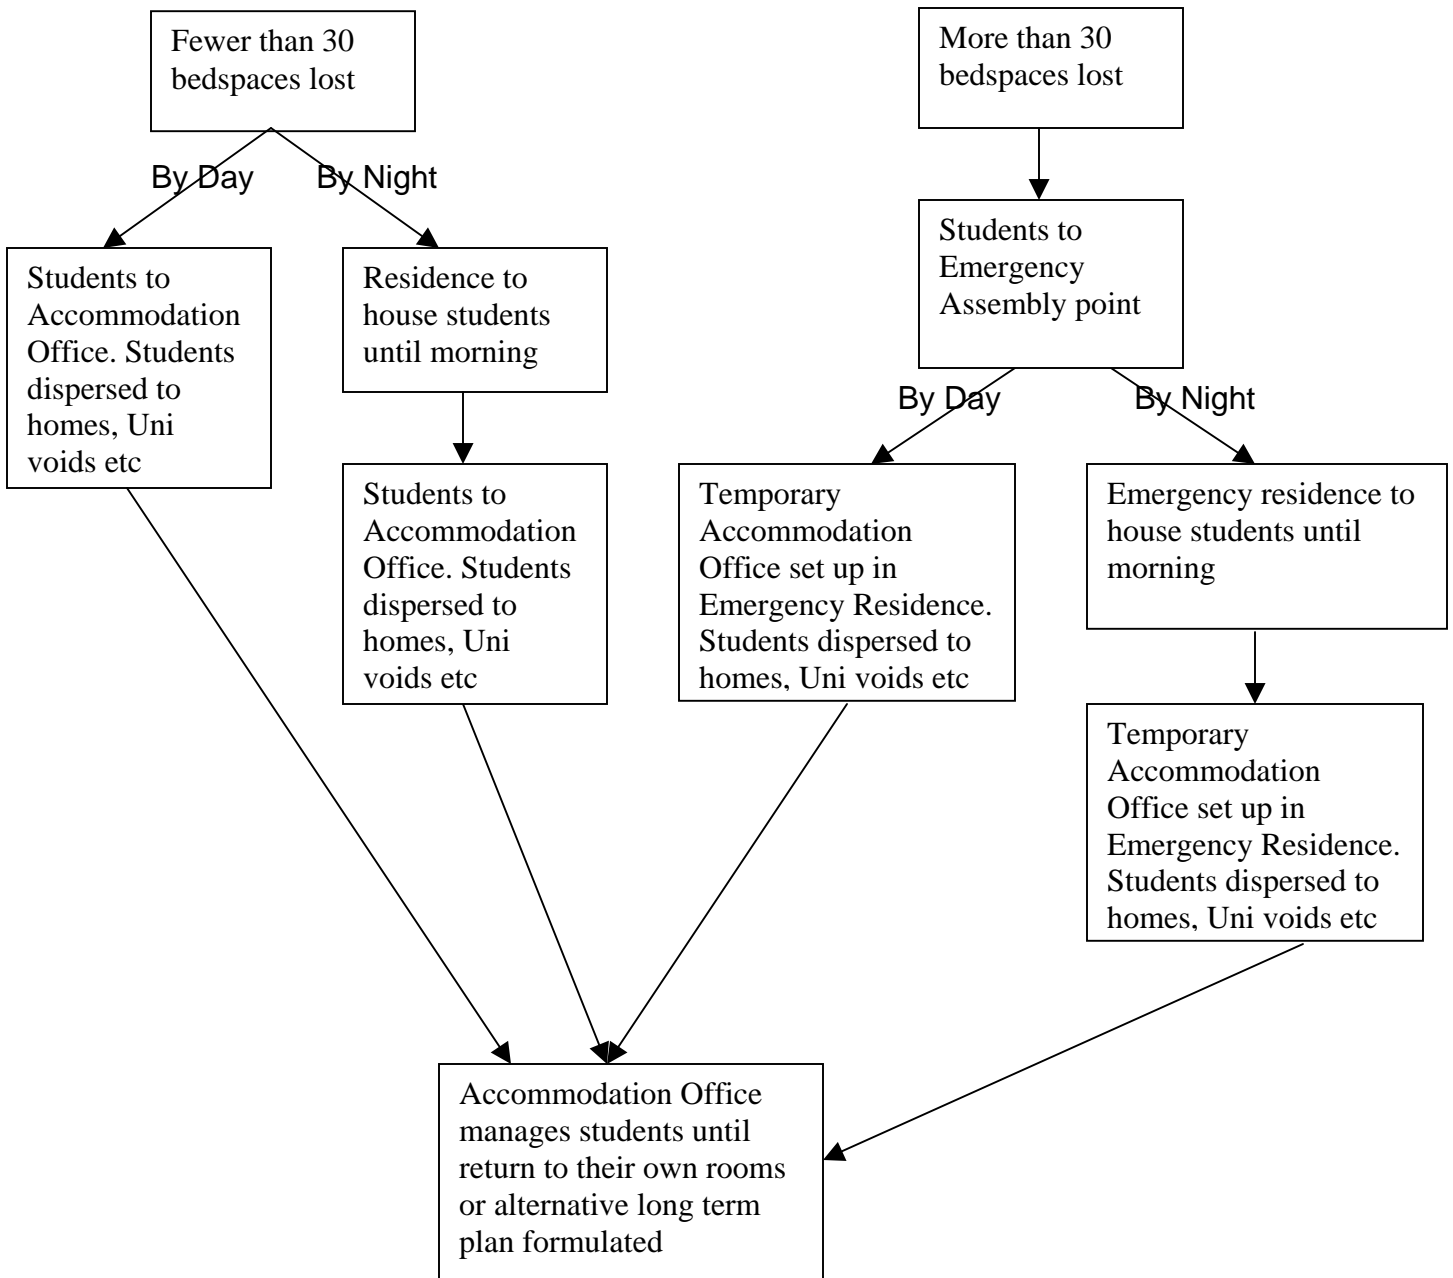 Fewer than 30
bedspaces lost
More than 30
bedspaces lost
By Day
By Night
Students to
Emergency
Assembly point
Students to
Accommodation
Office. Students
dispersed to
homes, Uni
voids etc
Residence to
house students
until morning
By Day
By Night
Students to
Accommodation
Office. Students
dispersed to
homes, Uni
voids etc
Temporary
Accommodation
Office set up in
Emergency Residence.
Students dispersed to
homes, Uni voids etc
Emergency residence to
house students until
morning
Temporary
Accommodation
Office set up in
Emergency Residence.
Students dispersed to
homes, Uni voids etc
Accommodation Office
manages students until
return to their own rooms
or alternative long term
plan formulated